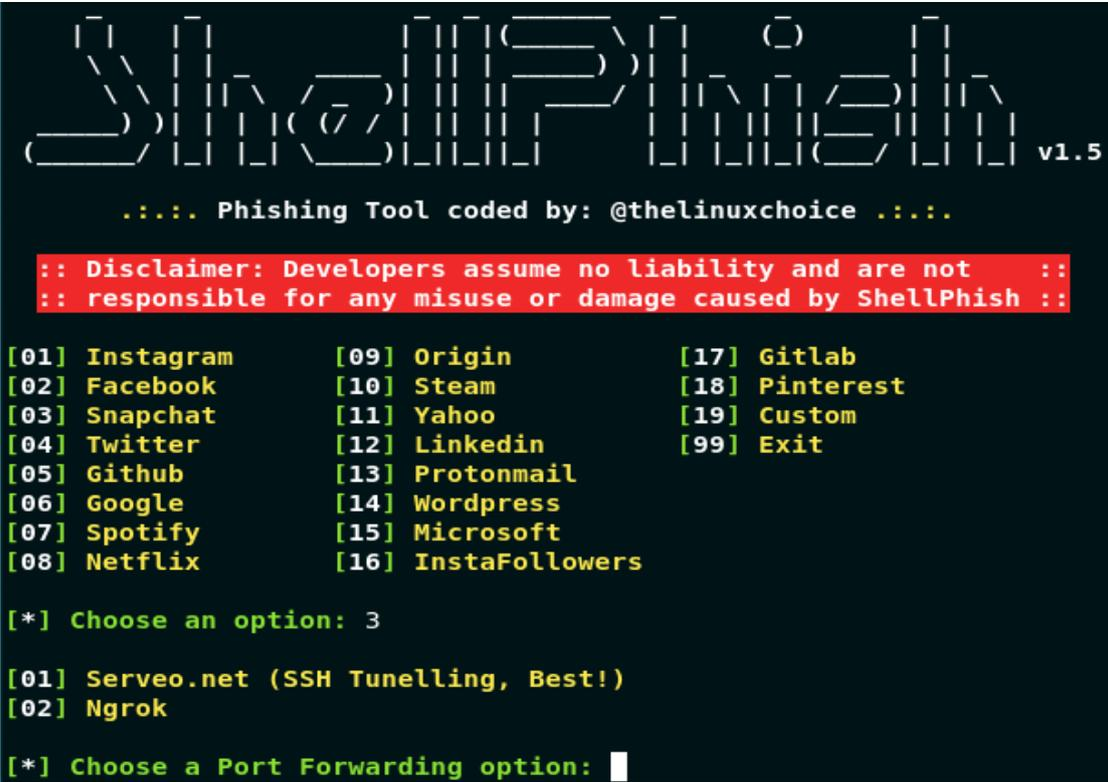 ShellPhish v1.5
.:.:. Phishing Tool coded by: @thelinuxchoice .:.:.
:: Disclaimer: Developers assume no liability and are not ::
:: responsible for any misuse or damage caused by ShellPhish ::
[01] Instagram [09] Origin [17] Gitlab
[02] Facebook [10] Steam [18] Pinterest
[03] Snapchat [11] Yahoo [19] Custom
[04] Twitter [12] Linkedin [99] Exit
[05] Github [13] Protonmail
[06] Google [14] Wordpress
[07] Spotify [15] Microsoft
[08] Netflix [16] InstaFollowers
[*] Choose an option: 3
[01] Serveo.net (SSH Tunelling, Best!)
[02] Ngrok
[*] Choose a Port Forwarding option: